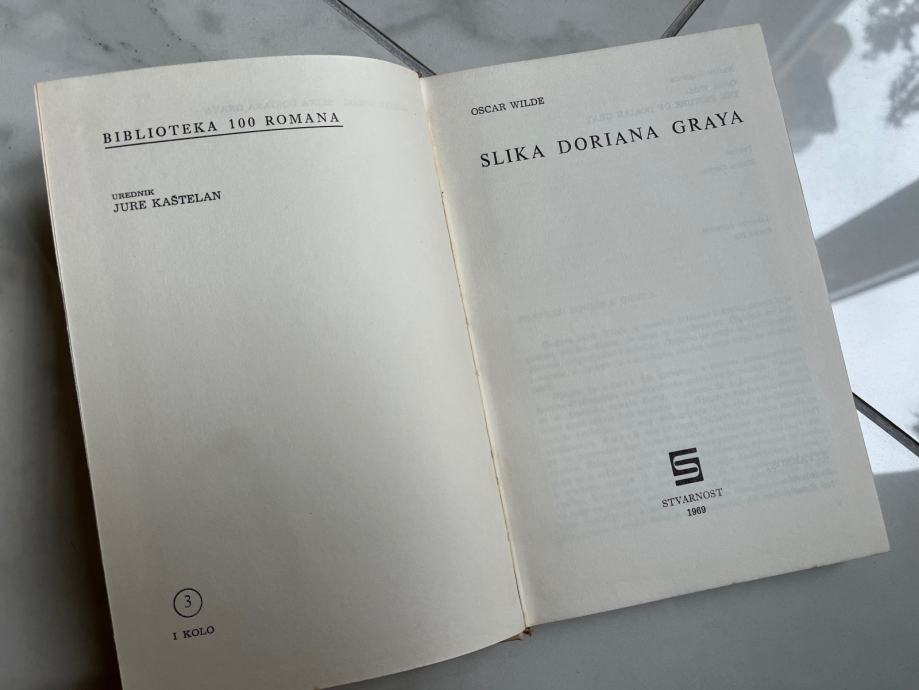 BIBLIOTEKA 100 ROMANA
UREDNIK
JURE KAŠTELAN
3
I KOLO
OSCAR WILDE
SLIKA DORIANA GRAYA
STVARNOST
1969